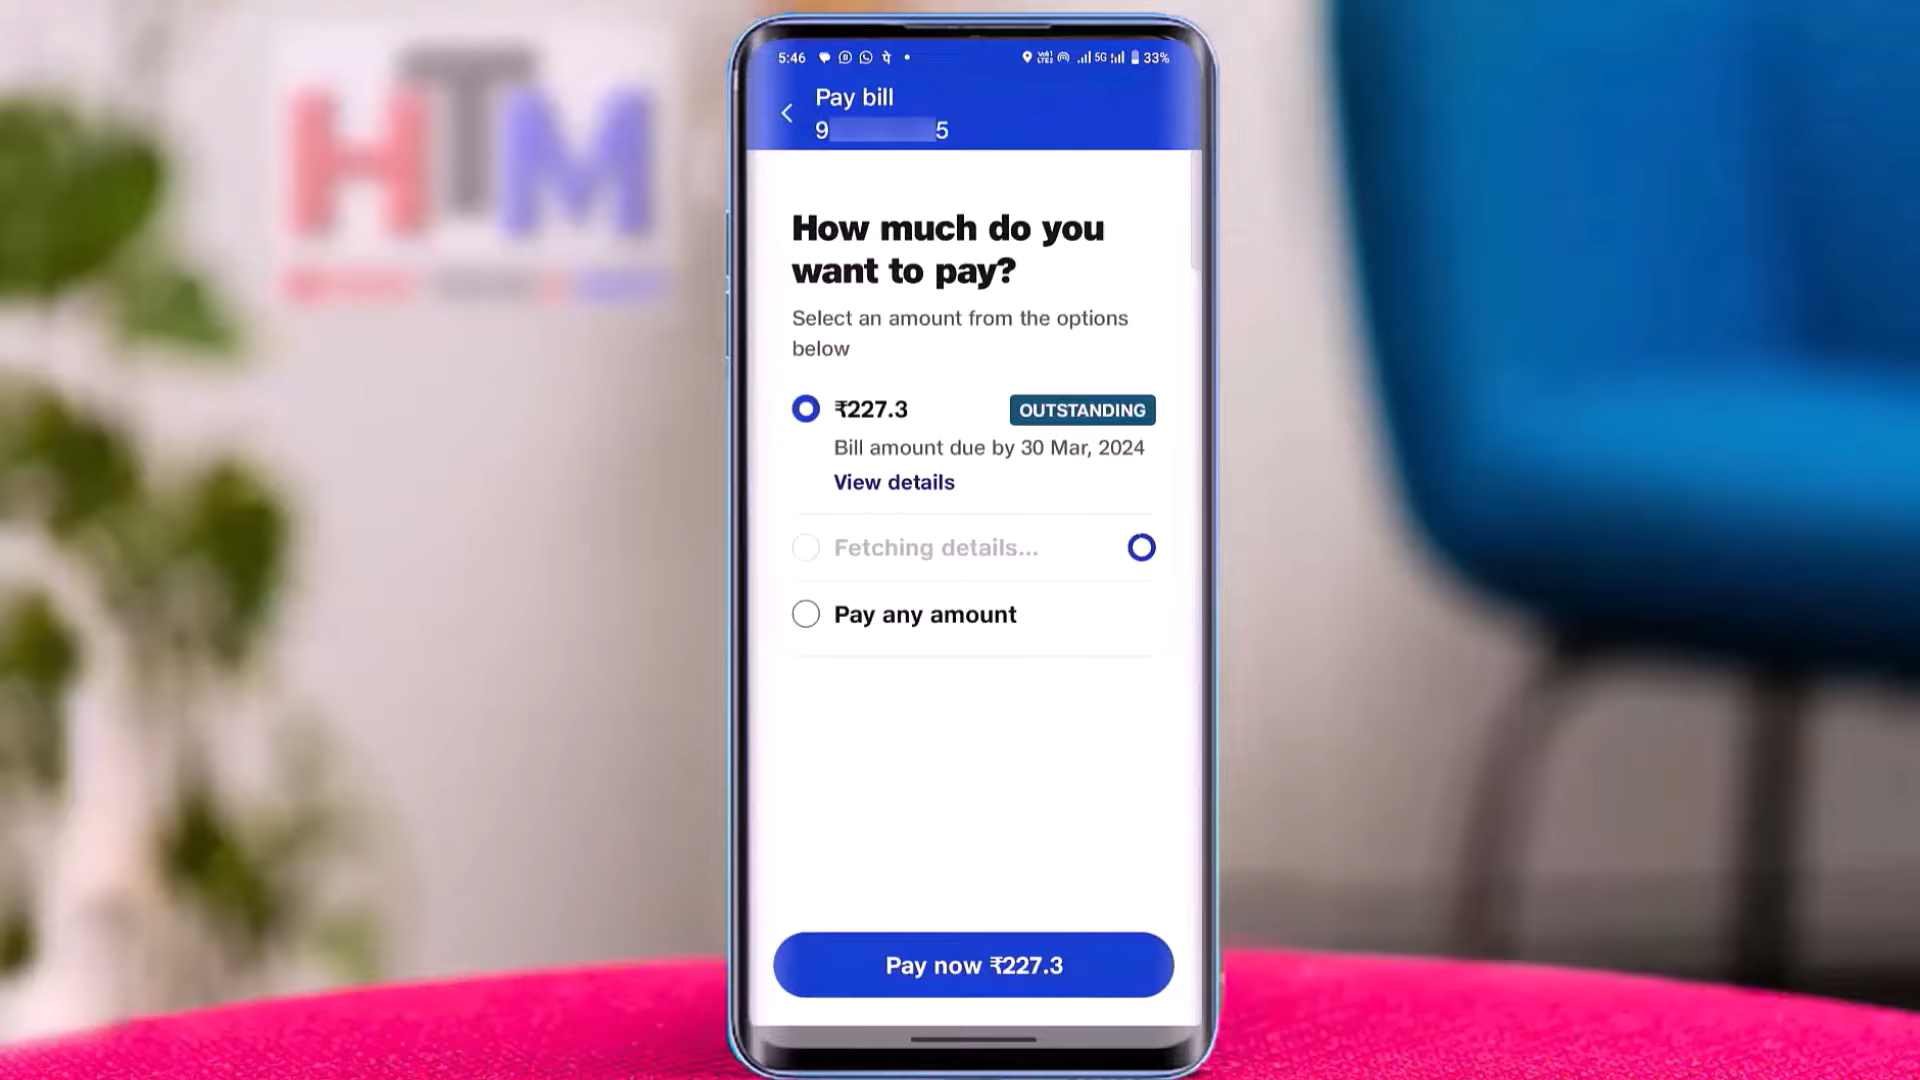 HTM
5:46
5G
33%
Pay bill
9 5
How much do you
want to pay?
Select an amount from the options
below
₹227.3
OUTSTANDING
Bill amount due by 30 Mar, 2024
View details
Fetching details...
Pay any amount
Pay now ₹227.3